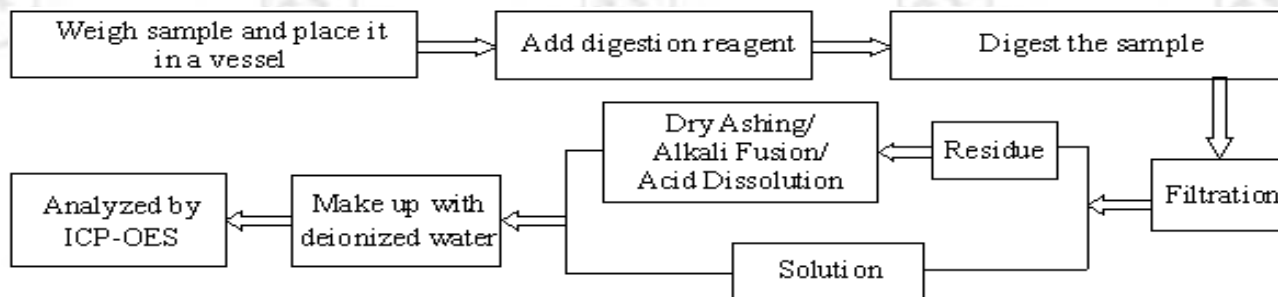 Weigh sample and place it
in a vessel
Add digestion reagent
Digest the sample
Dry Ashing/
Alkali Fusion/
Acid Dissolution
Residue
Filtration
Analyzed by
ICP-OES
Make up with
deionized water
Solution